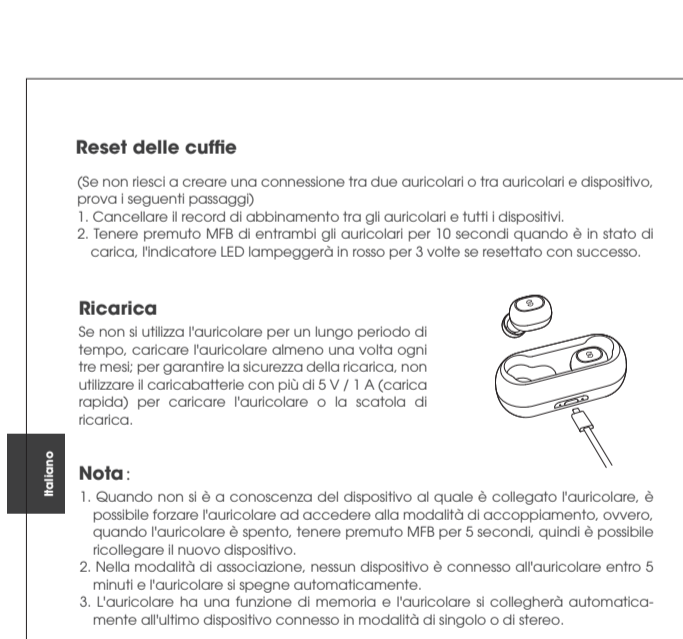 Reset delle cuffie
(Se non riesci a creare una connessione tra due auricolari o tra auricolari e dispositivo,
prova i seguenti passaggi)
1. Cancellare il record di abbinamento tra gli auricolari e tutti i dispositivi.
2. Tenere premuto MFB di entrambi gli auricolari per 10 secondi quando è in stato di
carica, l'indicatore LED lampeggerà in rosso per 3 volte se resettato con successo.
Ricarica
Se non si utilizza l'auricolare per un lungo periodo di
tempo, caricare l'auricolare almeno una volta ogni
tre mesi; per garantire la sicurezza della ricarica, non
utilizzare il caricabatterie con più di 5 V / 1 A (carica
rapida) per caricare l'auricolare o la scatola di
ricarica.
Italiano
Nota:
1. Quando non si è a conoscenza del dispositivo al quale è collegato l'auricolare, è
possibile forzare l'auricolare ad accedere alla modalità di accoppiamento, ovvero,
quando l'auricolare è spento, tenere premuto MFB per 5 secondi, quindi è possibile
ricollegare il nuovo dispositivo.
2. Nella modalità di associazione, nessun dispositivo è connesso all'auricolare entro 5
minuti e l'auricolare si spegne automaticamente.
3. L'auricolare ha una funzione di memoria e l'auricolare si collegherà automatica-
mente all'ultimo dispositivo connesso in modalità di singolo o di stereo.